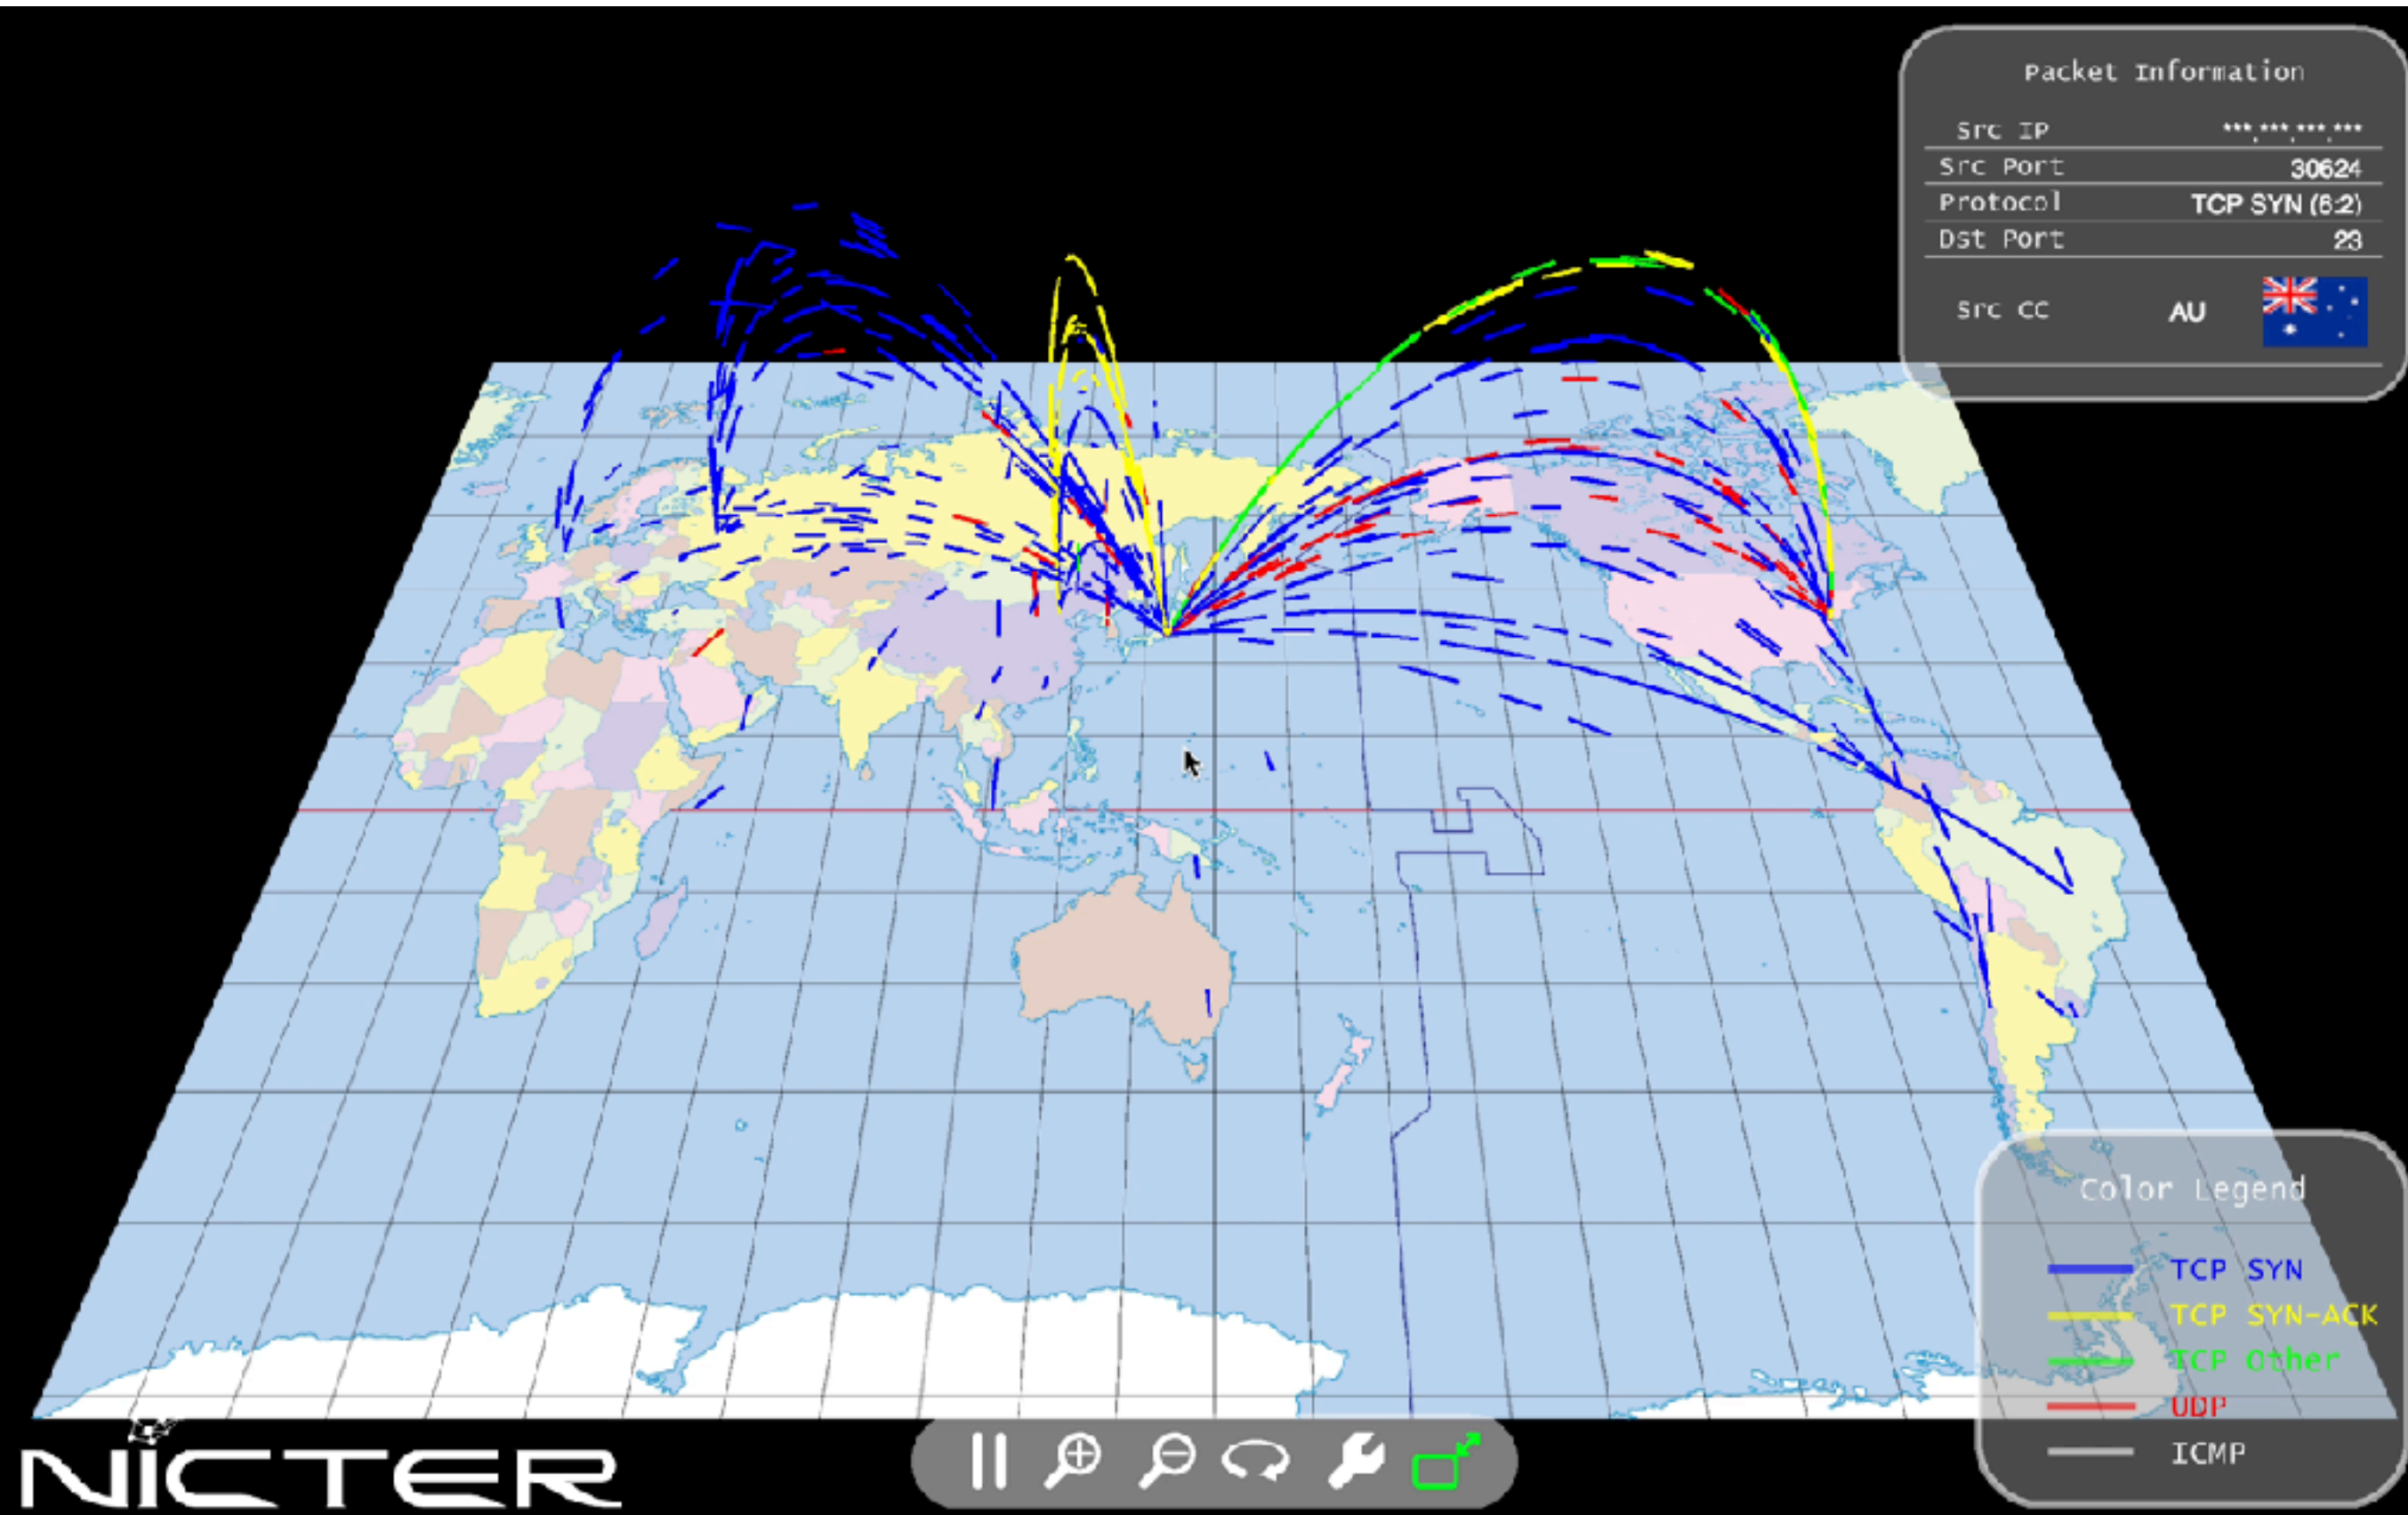 Packet Information
Src IP ***.***.***.***
Src Port 30624
Protocol TCP SYN (6:2)
Dst Port 23
Src CC AU
Color Legend
TCP SYN
TCP SYN-ACK
TCP Other
UDP
ICMP
NICTER